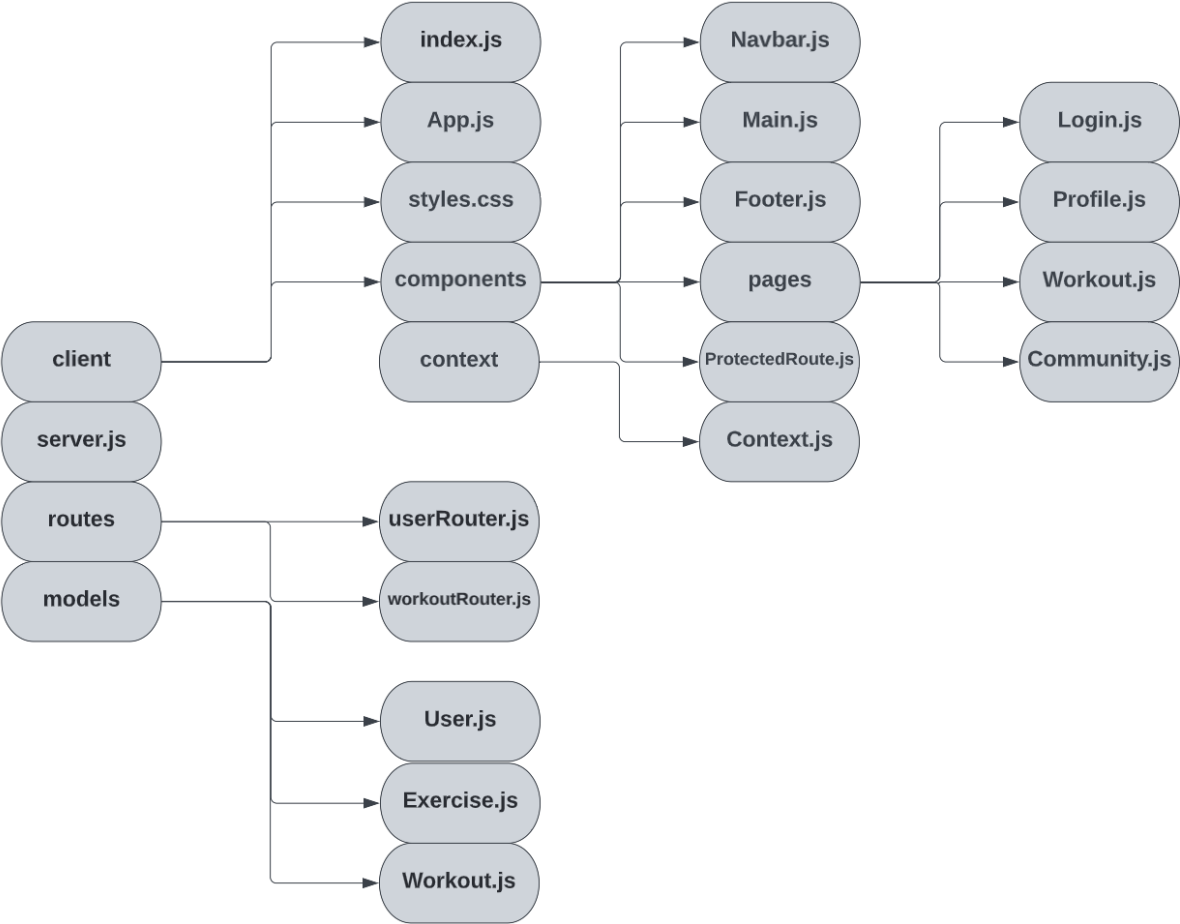 index.js
App.js
styles.css
components
context
Navbar.js
Main.js
Footer.js
pages
ProtectedRoute.js
Context.js
Login.js
Profile.js
Workout.js
Community.js
client
server.js
routes
models
userRouter.js
workoutRouter.js
User.js
Exercise.js
Workout.js